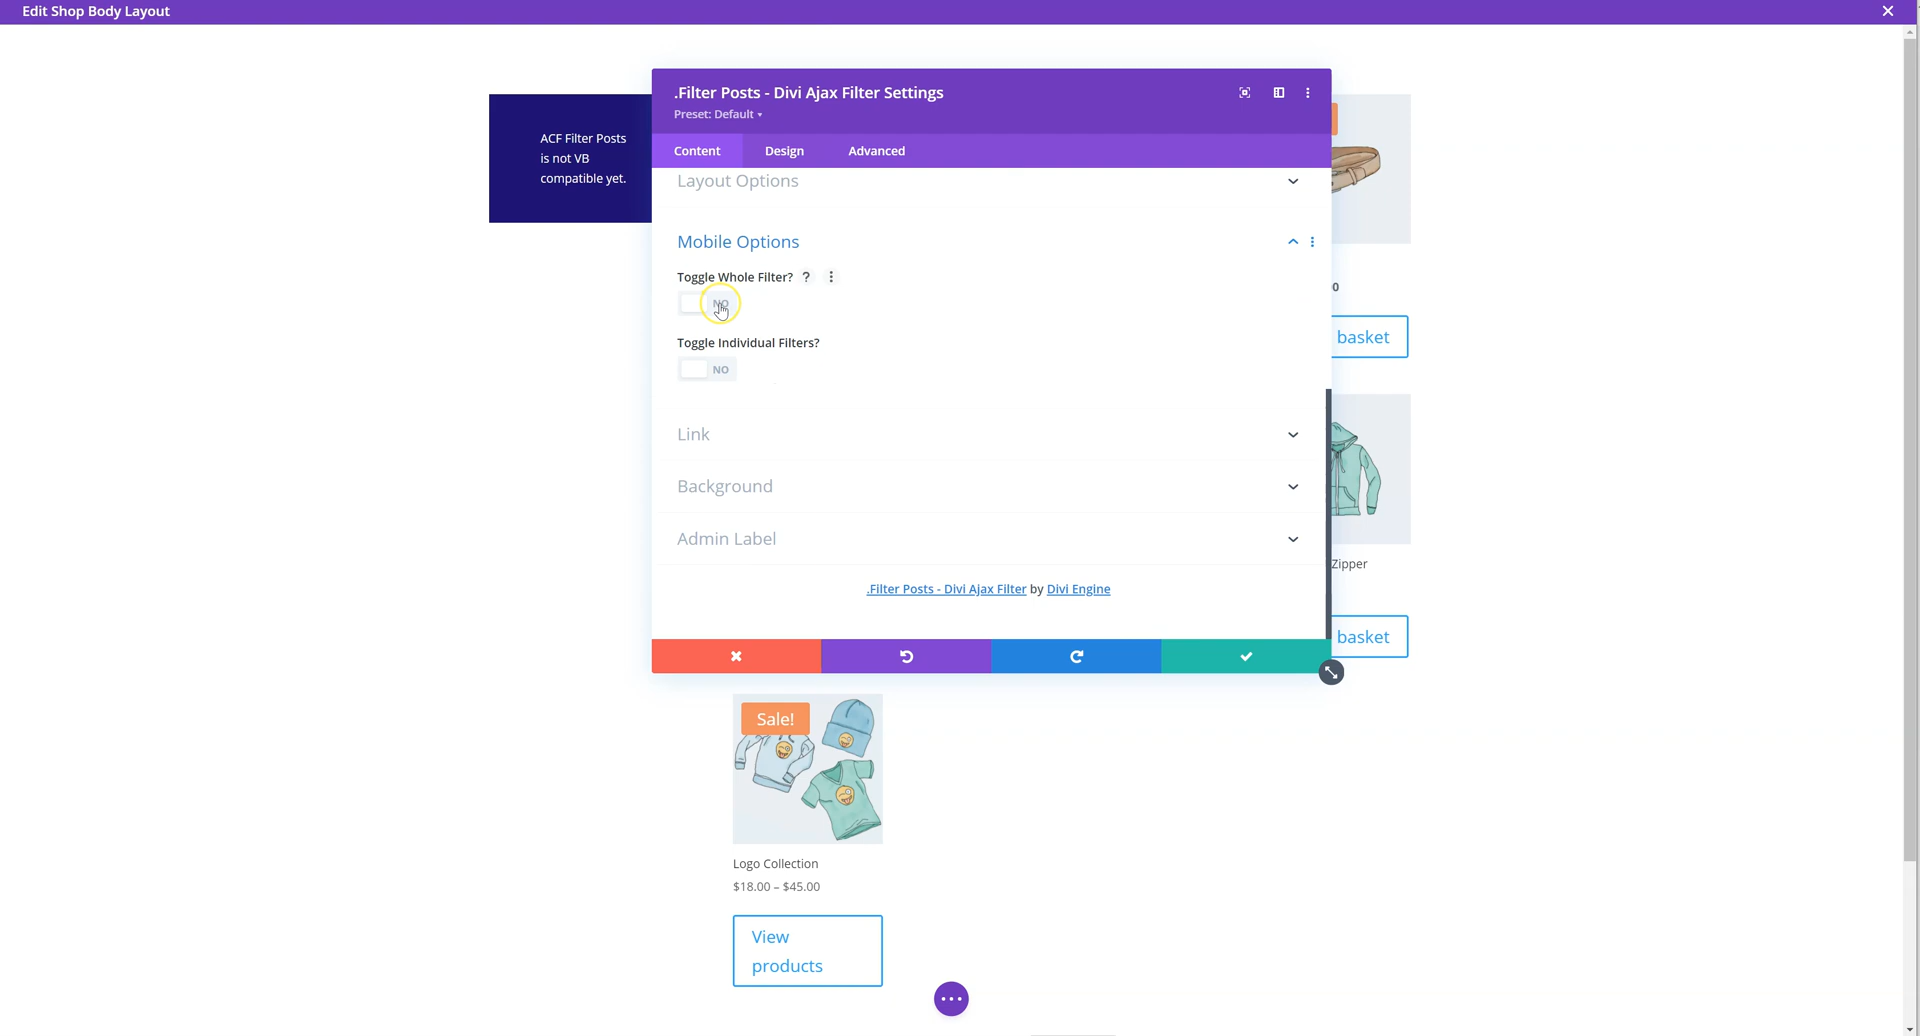 Edit Shop Body Layout
.Filter Posts - Divi Ajax Filter Settings
Preset: Default
Content
Design
Advanced
ACF Filter Posts
is not VB
compatible yet.
Layout Options
Mobile Options
Toggle Whole Filter? ?
NO
Toggle Individual Filters?
NO
Link
Background
Admin Label
.Filter Posts - Divi Ajax Filter by Divi Engine
0
basket
Zipper
basket
Sale!
Logo Collection
$18.00 – $45.00
View
products